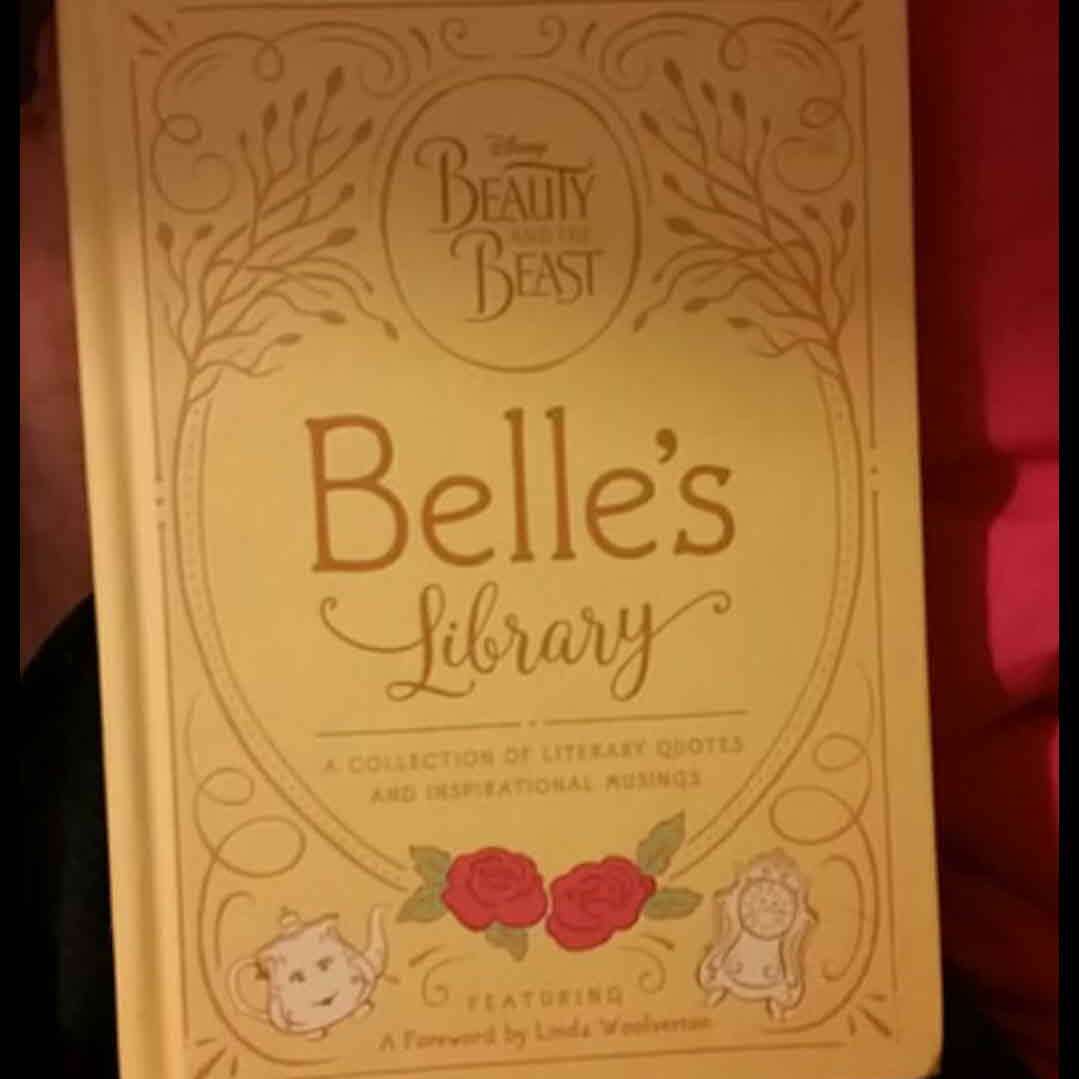 Disney
BEAUTY
AND THE
BEAST
Belle's
Library
A COLLECTION OF LITERARY QUOTES
AND INSPIRATIONAL MUSINGS
FEATURING
A Foreword by Linda Woolverton